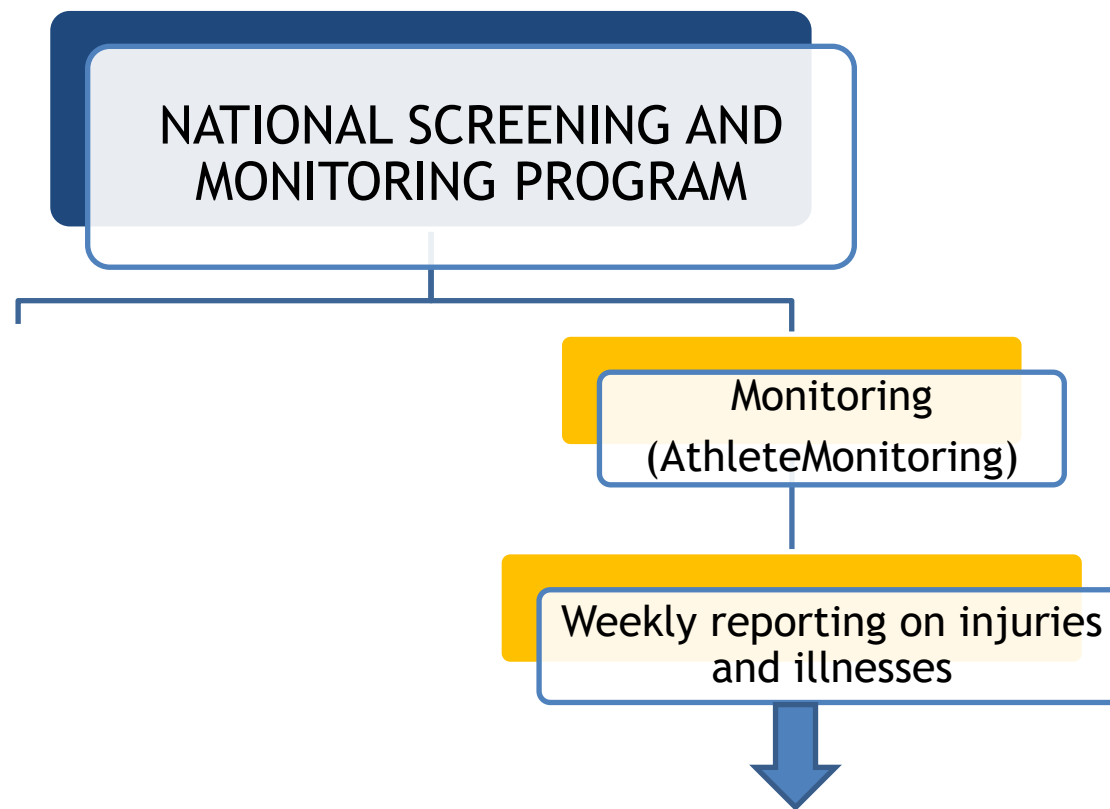 NATIONAL SCREENING AND
MONITORING PROGRAM
Monitoring
(AthleteMonitoring)
Weekly reporting on injuries
and illnesses